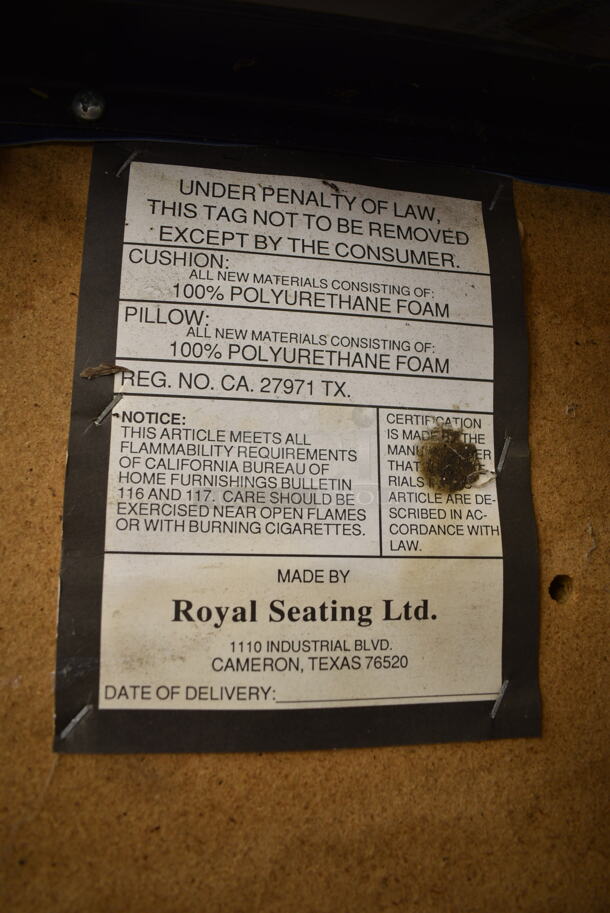 UNDER PENALTY OF LAW,
THIS TAG NOT TO BE REMOVED
EXCEPT BY THE CONSUMER.
CUSHION:
ALL NEW MATERIALS CONSISTING OF:
100% POLYURETHANE FOAM
PILLOW:
ALL NEW MATERIALS CONSISTING OF:
100% POLYURETHANE FOAM
REG. NO. CA. 27971 TX.
NOTICE:
THIS ARTICLE MEETS ALL
FLAMMABILITY REQUIREMENTS
OF CALIFORNIA BUREAU OF
HOME FURNISHINGS BULLETIN
116 AND 117. CARE SHOULD BE
EXERCISED NEAR OPEN FLAMES
OR WITH BURNING CIGARETTES.
CERTIFICATION
IS MADE THE
THAT
ARTICLE ARE DE-
SCRIBED IN AC-
CORDANCE WITH
LAW.
MADE BY
Royal Seating Ltd.
1110 INDUSTRIAL BLVD.
CAMERON, TEXAS 76520
DATE OF DELIVERY: